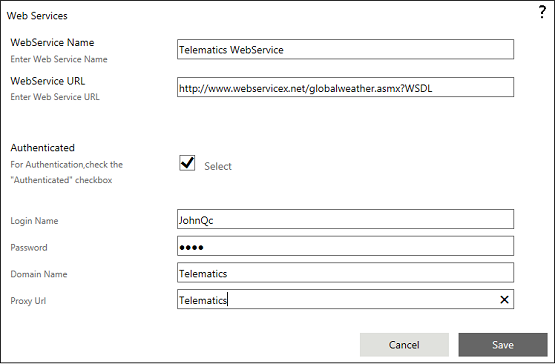 Web Services
?
WebService Name
Enter Web Service Name
Telematics WebService
WebService URL
Enter Web Service URL
http://www.webservicex.net/globalweather.asmx?WSDL
Authenticated
For Authentication,check the
"Authenticated" checkbox
Select
Login Name
JohnQc
Password
●●●●
Domain Name
Telematics
Proxy Url
Telematics
Cancel
Save